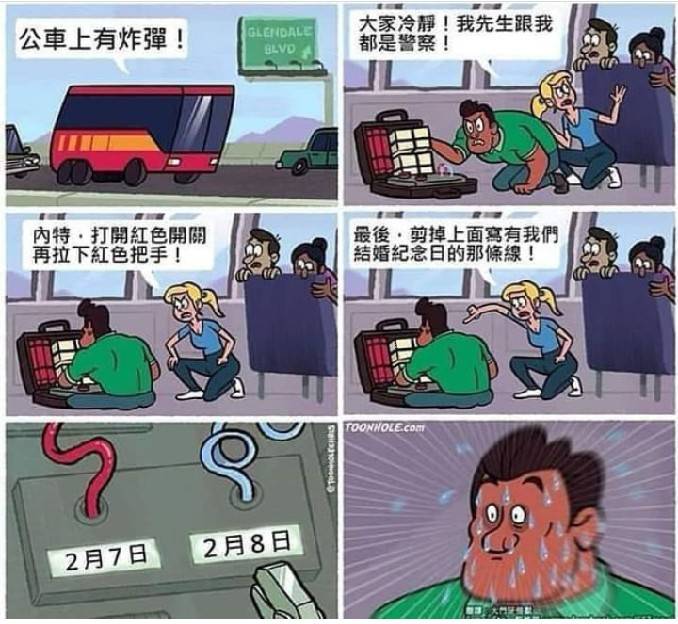 公車上有炸彈！
GLENDALE
BLVD
大家冷靜！我先生跟我
都是警察！
內特，打開紅色開關
再拉下紅色把手！
最後，剪掉上面寫有我們
結婚紀念日的那條線！
2月7日
2月8日
©TOONHOLECHRIS
TOONHOLE.com